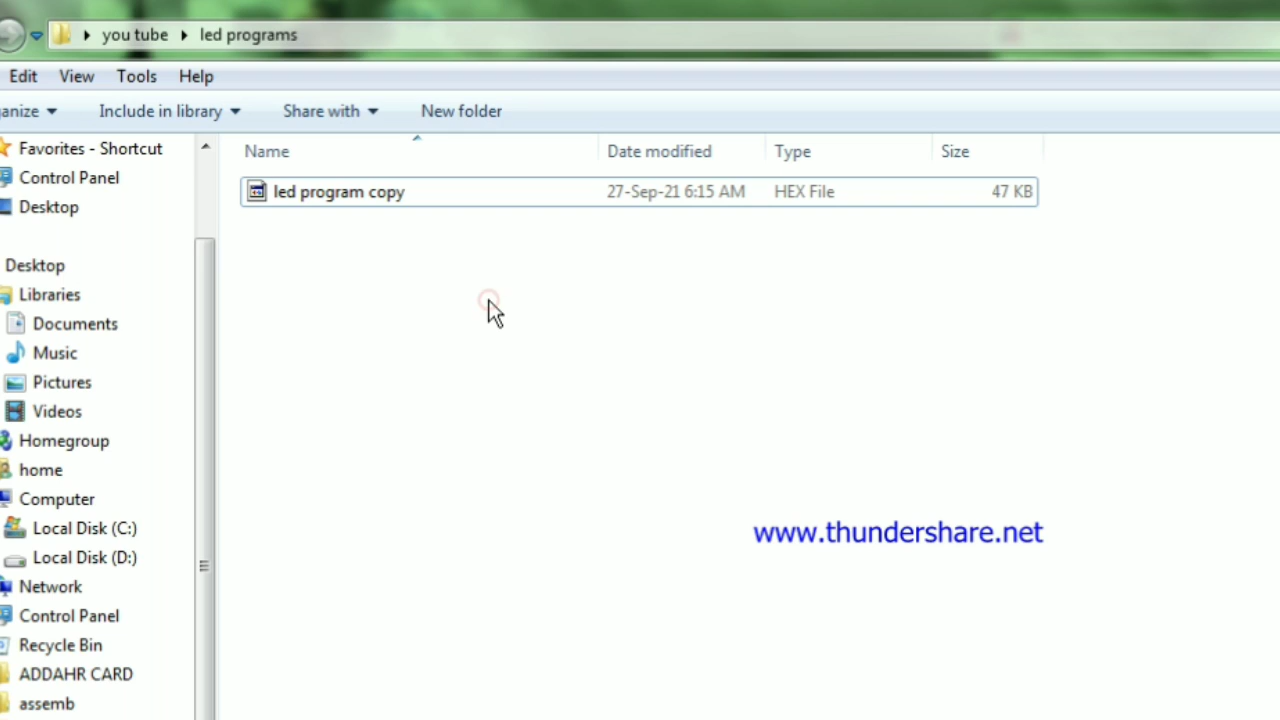 you tube led programs
Edit View Tools Help
anize Include in library Share with New folder
Name Date modified Type Size
led program copy 27-Sep-21 6:15 AM HEX File 47 KB
Favorites - Shortcut
Control Panel
Desktop
Desktop
Libraries
Documents
Music
Pictures
Videos
Homegroup
home
Computer
Local Disk (C:)
Local Disk (D:)
Network
Control Panel
Recycle Bin
ADDAHR CARD
assemb
www.thundershare.net